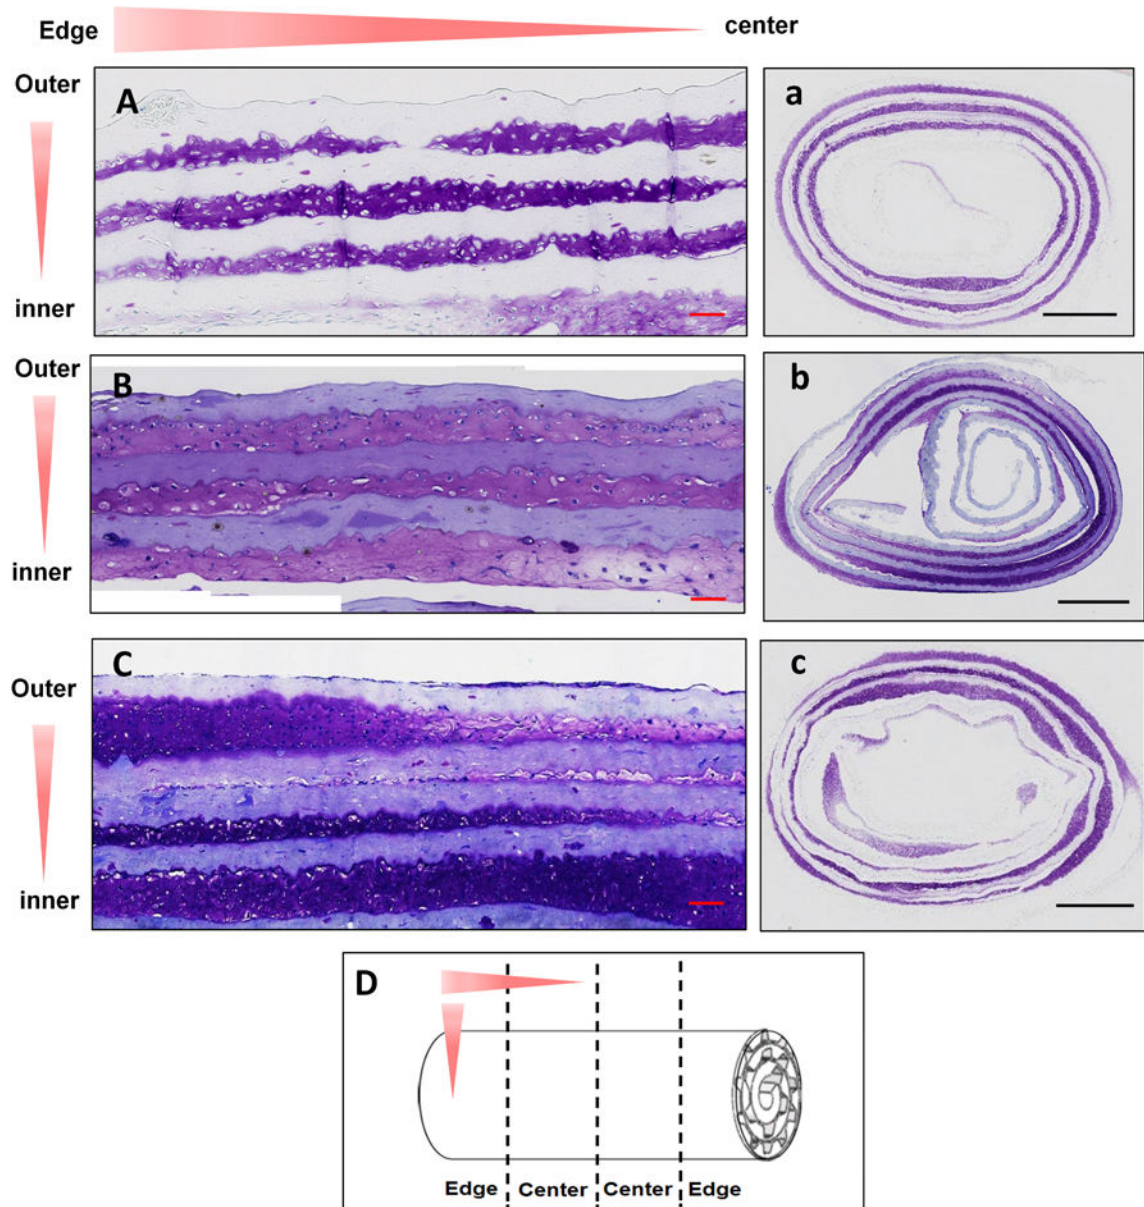 Edge center
Outer
A
a
inner
Outer
B
b
inner
Outer
C
c
inner
D
Edge Center Center Edge